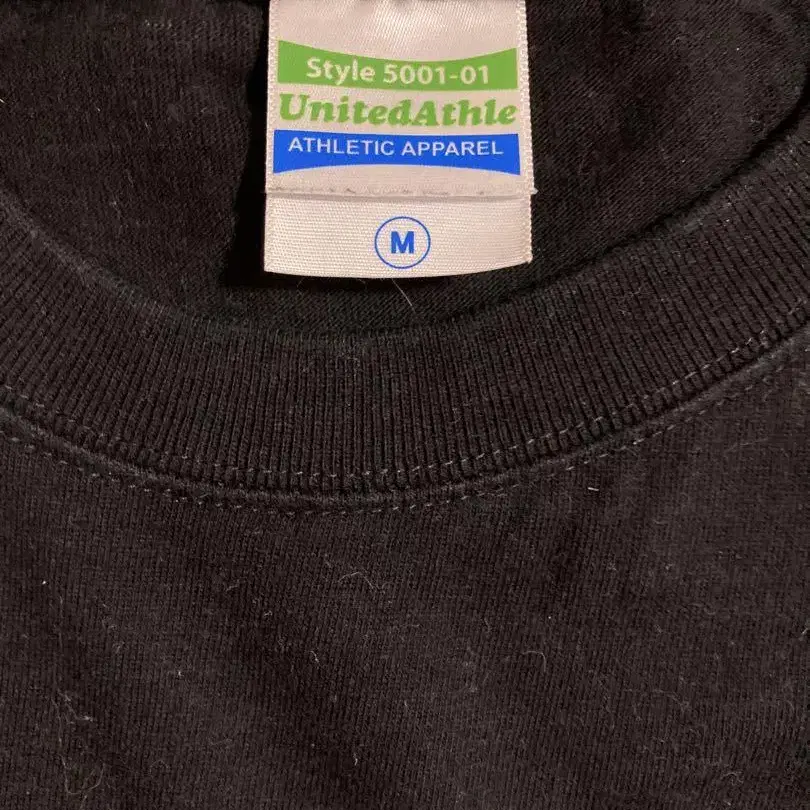 Style 5001-01
UnitedAthle
ATHLETIC APPAREL
M